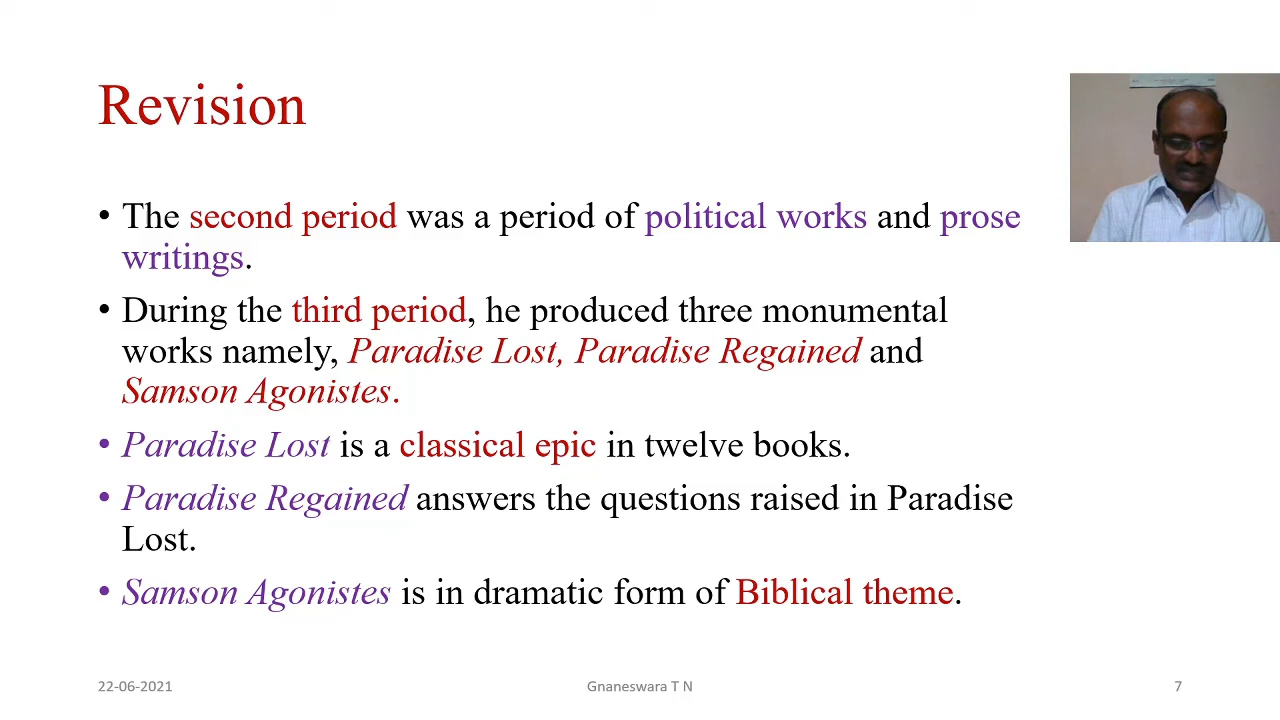 Revision
• The second period was a period of political works and prose
writings.
• During the third period, he produced three monumental
works namely, Paradise Lost, Paradise Regained and
Samson Agonistes.
• Paradise Lost is a classical epic in twelve books.
• Paradise Regained answers the questions raised in Paradise
Lost.
• Samson Agonistes is in dramatic form of Biblical theme.
22-06-2021
Gnaneswara T N
7